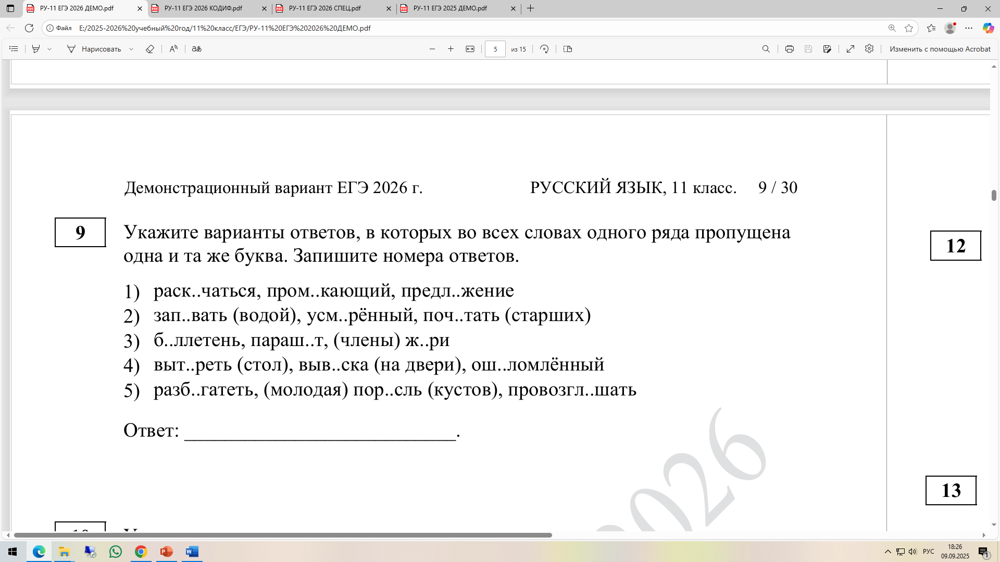 РУ-11 ЕГЭ 2026 ДЕМО.pdf
РУ-11 ЕГЭ 2026 КОДИФ.pdf
РУ-11 ЕГЭ 2026 СПЕЦ.pdf
РУ-11 ЕГЭ 2025 ДЕМО.pdf
Файл E:/2025-2026%20учебный%20год/11%20класс/ЕГЭ/РУ-11%20ЕГЭ%202026%20ДЕМО.pdf
Нарисовать
аあ
5 из 15
Изменить с помощью Acrobat
Демонстрационный вариант ЕГЭ 2026 г. РУССКИЙ ЯЗЫК, 11 класс. 9 / 30
9 Укажите варианты ответов, в которых во всех словах одного ряда пропущена
одна и та же буква. Запишите номера ответов.
12
1) раск..чаться, пром..кающий, предл..жение
2) зап..вать (водой), усм..рённый, поч..тать (старших)
3) б..ллетень, параш..т, (члены) ж..ри
4) выт..реть (стол), выв..ска (на двери), ош..ломлённый
5) разб..гатеть, (молодая) пор..сль (кустов), провозгл..шать
Ответ: ___________________________.
2026
13
РУС
18:26
09.09.2025
1